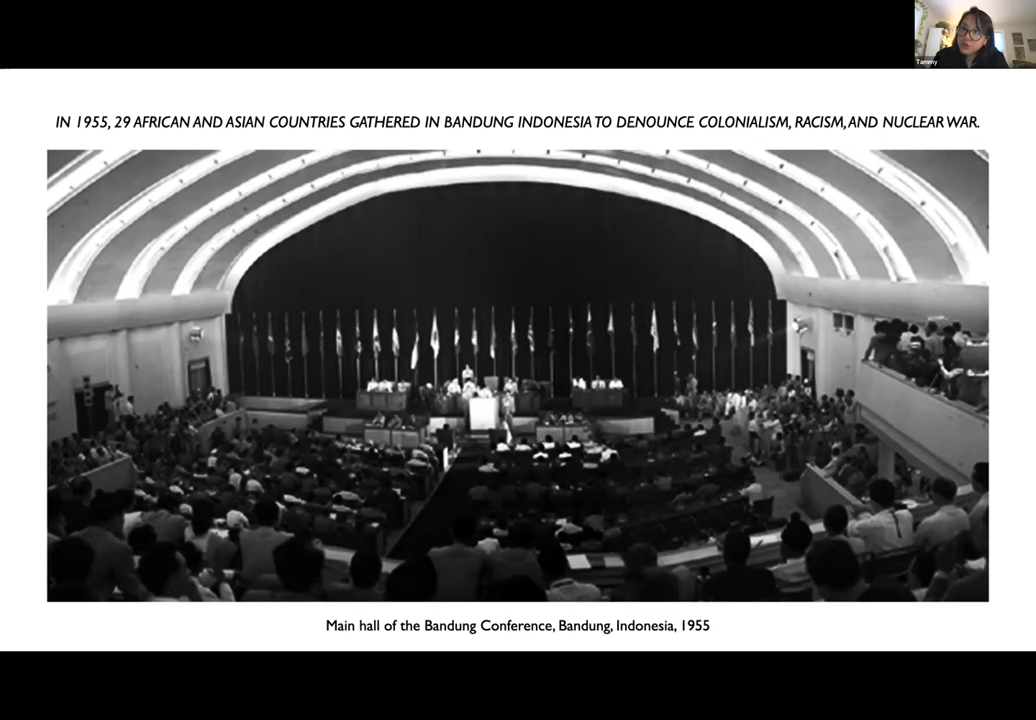 Tammy
IN 1955, 29 AFRICAN AND ASIAN COUNTRIES GATHERED IN BANDUNG INDONESIA TO DENOUNCE COLONIALISM, RACISM, AND NUCLEAR WAR.
Main hall of the Bandung Conference, Bandung, Indonesia, 1955